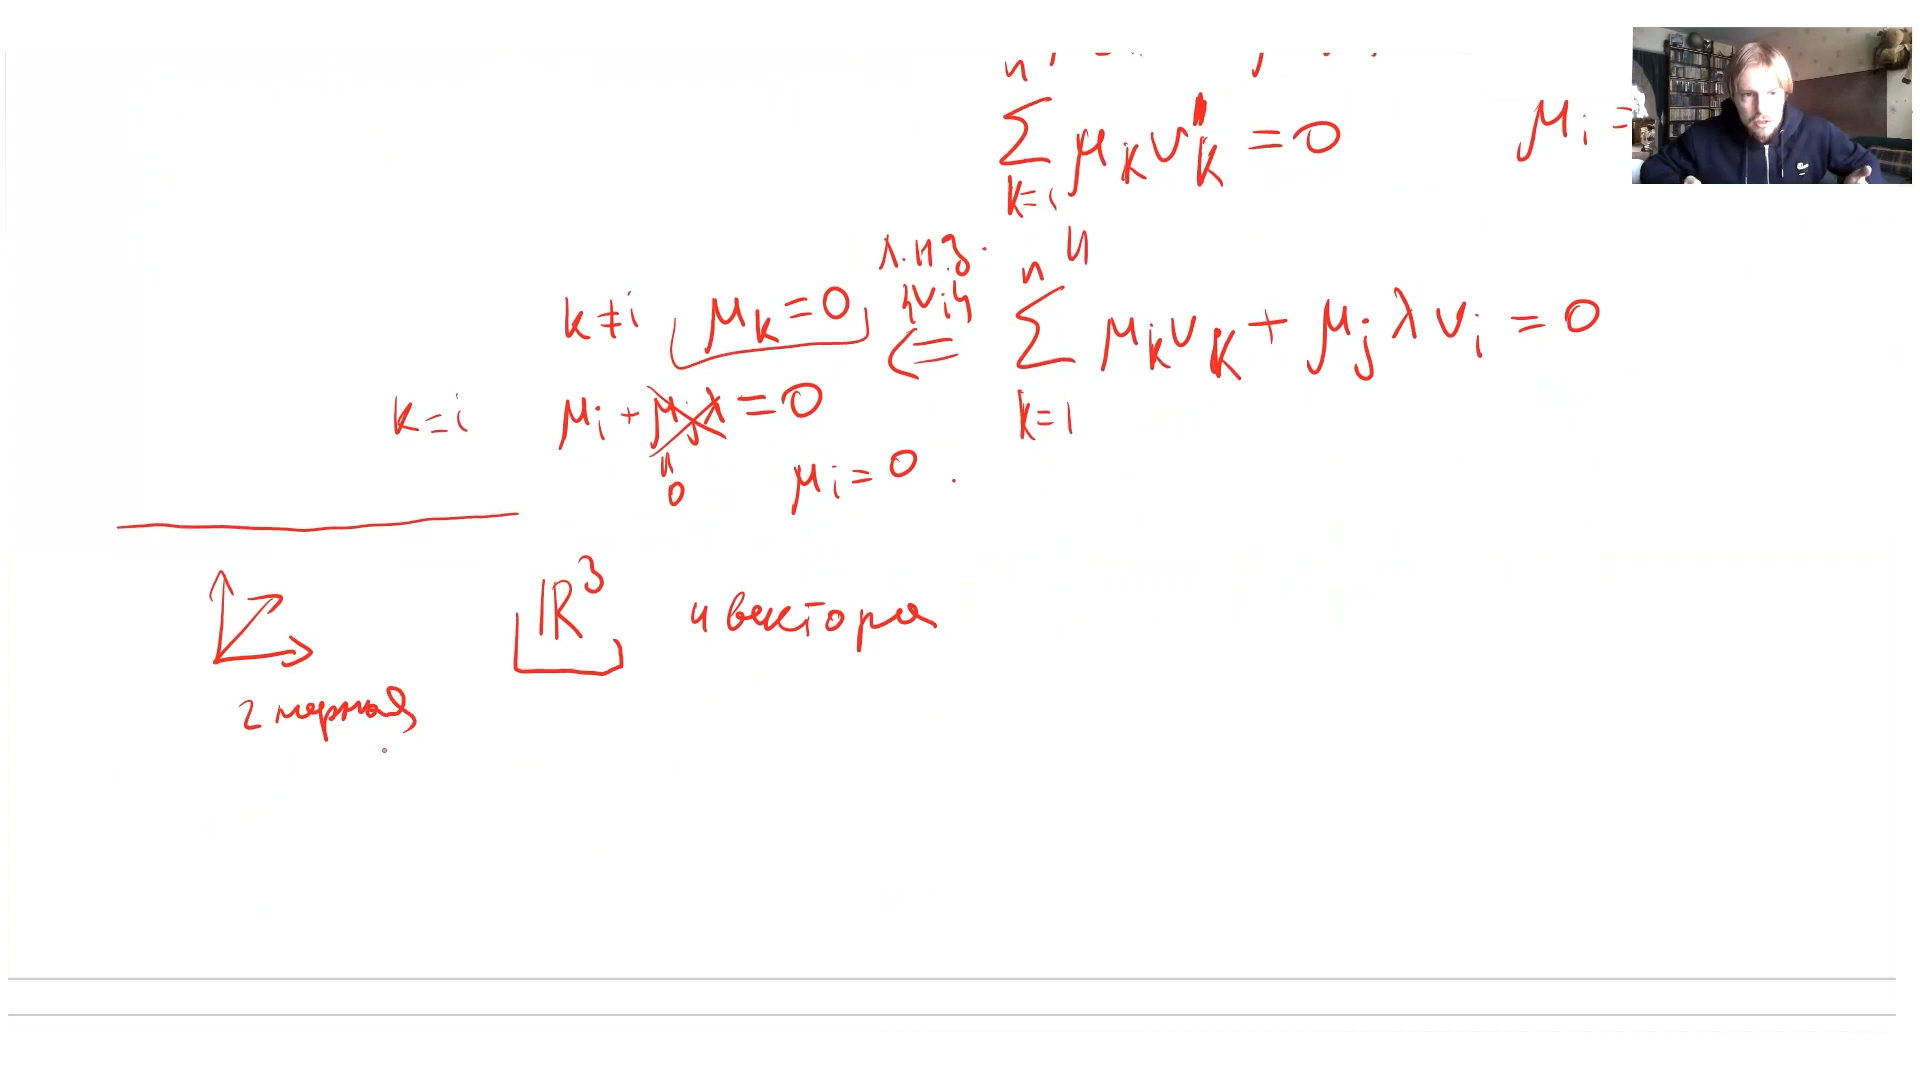 n
∑ μ_k v'_k = 0 μ_i =
k=1
л.н.з.
{v_i}
k≠i μ_k = 0 <= ∑_{k=1}^{n} μ_k v_k + μ_j λ v_i = 0
k=i μ_i + μ_j λ = 0
0 μ_i = 0.
ℝ³ 4 вектора
2 мерная